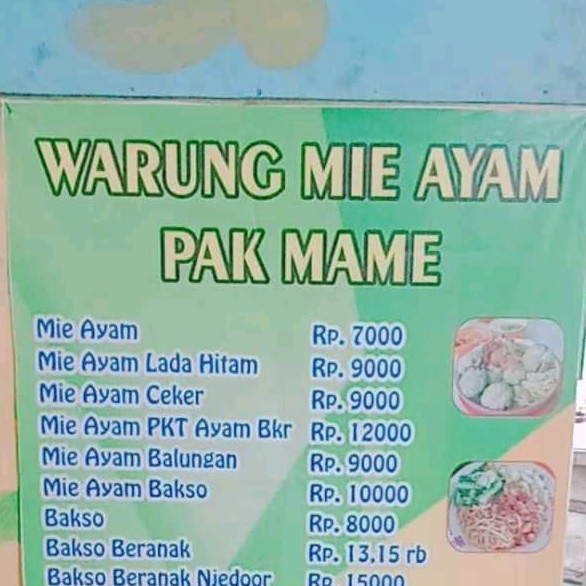 WARUNG MIE AYAM
PAK MAME
Mie Ayam Rp. 7000
Mie Ayam Lada Hitam Rp. 9000
Mie Ayam Ceker Rp. 9000
Mie Ayam PKT Ayam Bkr Rp. 12000
Mie Ayam Balungan Rp. 9000
Mie Ayam Bakso Rp. 10000
Bakso Rp. 8000
Bakso Beranak Rp. 13,15 rb
Bakso Beranak Njedoor Rp. 15000